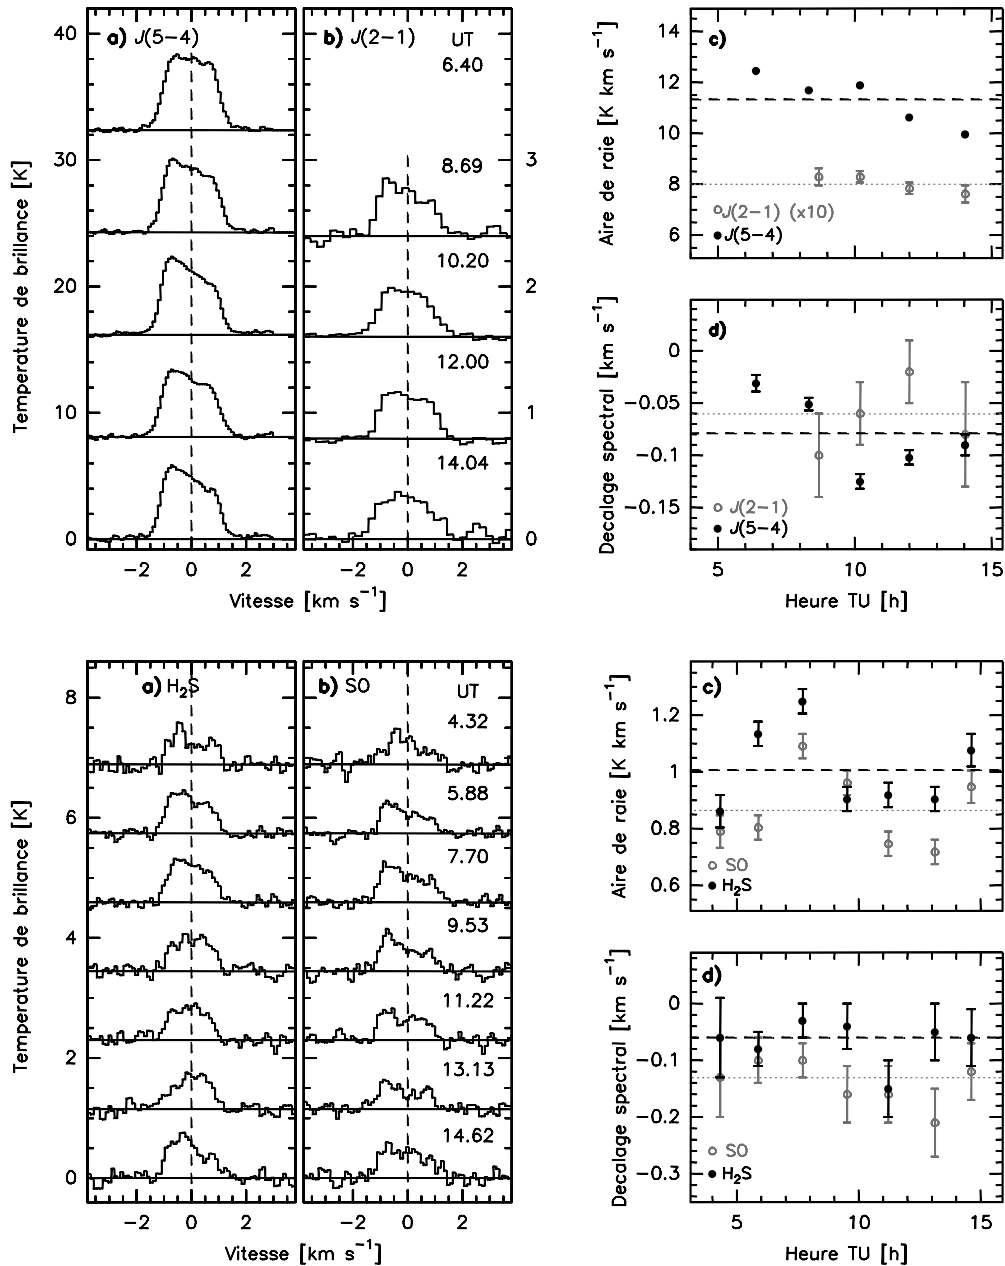 a) J(5−4)
b) J(2−1) UT
6.40
8.69
10.20
12.00
14.04
40
30
20
10
0
3
2
1
0
Temperature de brillance [K]
−2 0 2
−2 0 2
Vitesse [km s⁻¹]
c)
14
12
10
8
6
Aire de raie [K km s⁻¹]
J(2−1) (x10)
J(5−4)
d)
0
−0.05
−0.1
−0.15
Decalage spectral [km s⁻¹]
J(2−1)
J(5−4)
5 10 15
Heure TU [h]
a) H₂S
b) SO UT
4.32
5.88
7.70
9.53
11.22
13.13
14.62
8
6
4
2
0
Temperature de brillance [K]
−2 0 2
−2 0 2
Vitesse [km s⁻¹]
c)
1.2
1
0.8
0.6
Aire de raie [K km s⁻¹]
SO
H₂S
d)
0
−0.1
−0.2
−0.3
Decalage spectral [km s⁻¹]
SO
H₂S
5 10 15
Heure TU [h]